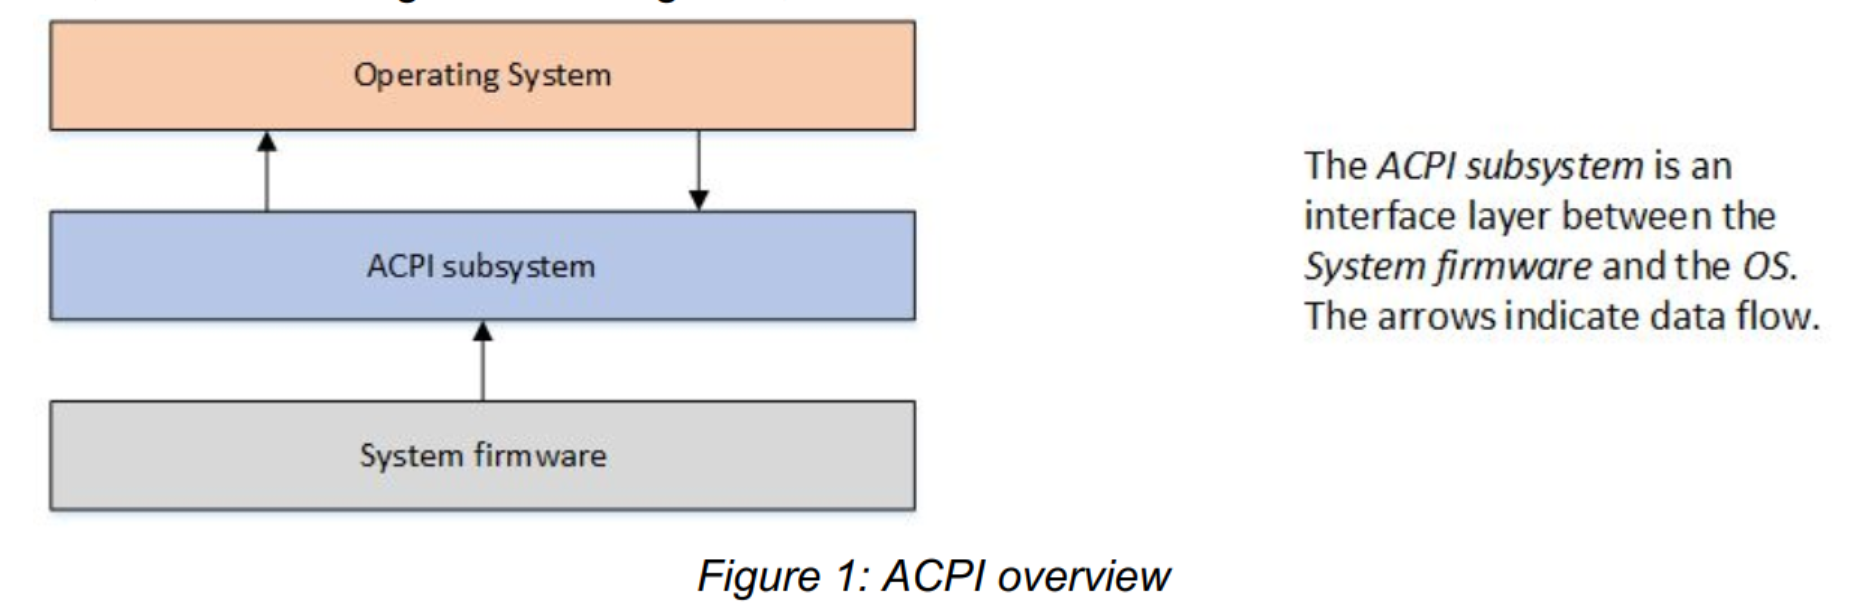 Operating System
ACPI subsystem
System firmware
The ACPI subsystem is an
interface layer between the
System firmware and the OS.
The arrows indicate data flow.
Figure 1: ACPI overview